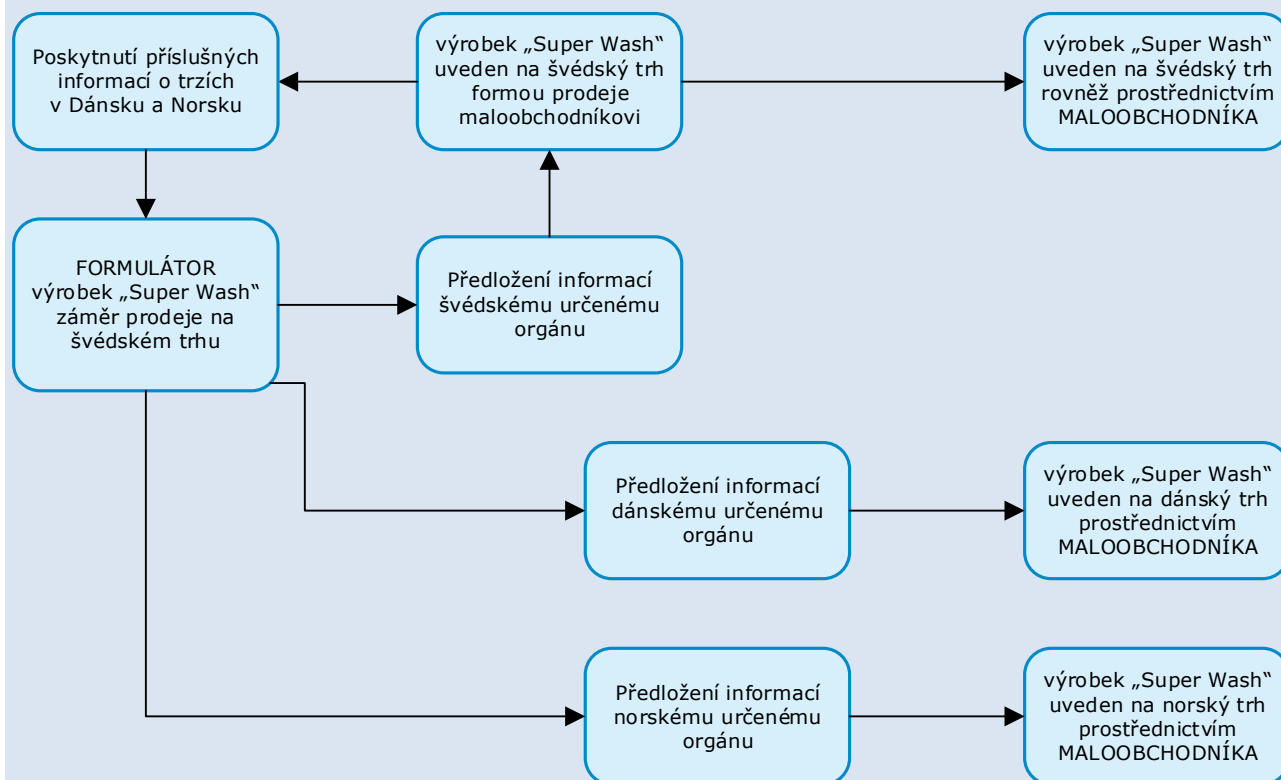 Poskytnutí příslušných
informací o trzích
v Dánsku a Norsku
výrobek „Super Wash“
uveden na švédský trh
formou prodeje
maloobchodníkovi
výrobek „Super Wash“
uveden na švédský trh
rovněž prostřednictvím
MALOOBCHODNÍKA
FORMULÁTOR
výrobek „Super Wash“
záměr prodeje na
švédském trhu
Předložení informací
švédskému určenému
orgánu
Předložení informací
dánskému určenému
orgánu
výrobek „Super Wash“
uveden na dánský trh
prostřednictvím
MALOOBCHODNÍKA
Předložení informací
norskému určenému
orgánu
výrobek „Super Wash“
uveden na norský trh
prostřednictvím
MALOOBCHODNÍKA